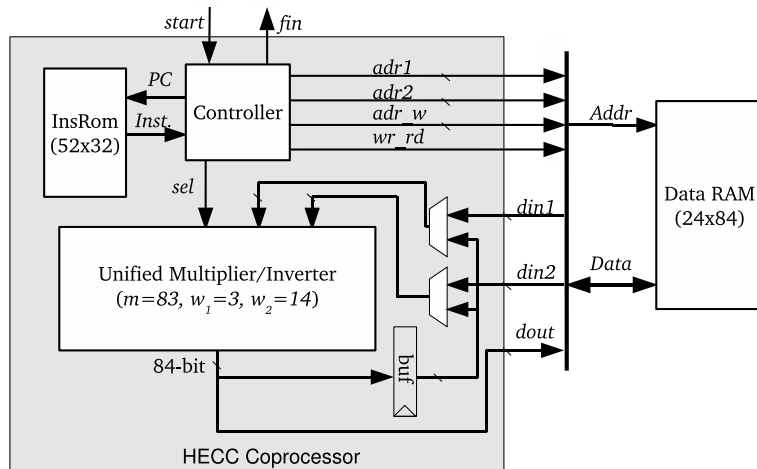 start
fin
PC
InsRom
(52x32)
Inst.
Controller
adr1
adr2
adr_w
wr_rd
Addr
Data RAM
(24x84)
sel
din1
din2
Data
Unified Multiplier/Inverter
(m=83, w1=3, w2=14)
84-bit
buf
dout
HECC Coprocessor